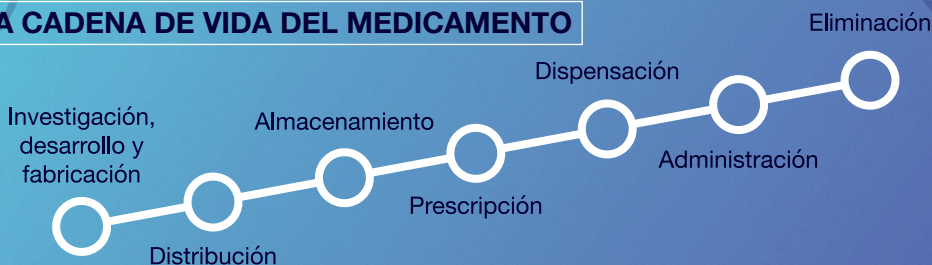 A CADENA DE VIDA DEL MEDICAMENTO
Investigación,
desarrollo y
fabricación
Distribución
Almacenamiento
Prescripción
Dispensación
Administración
Eliminación